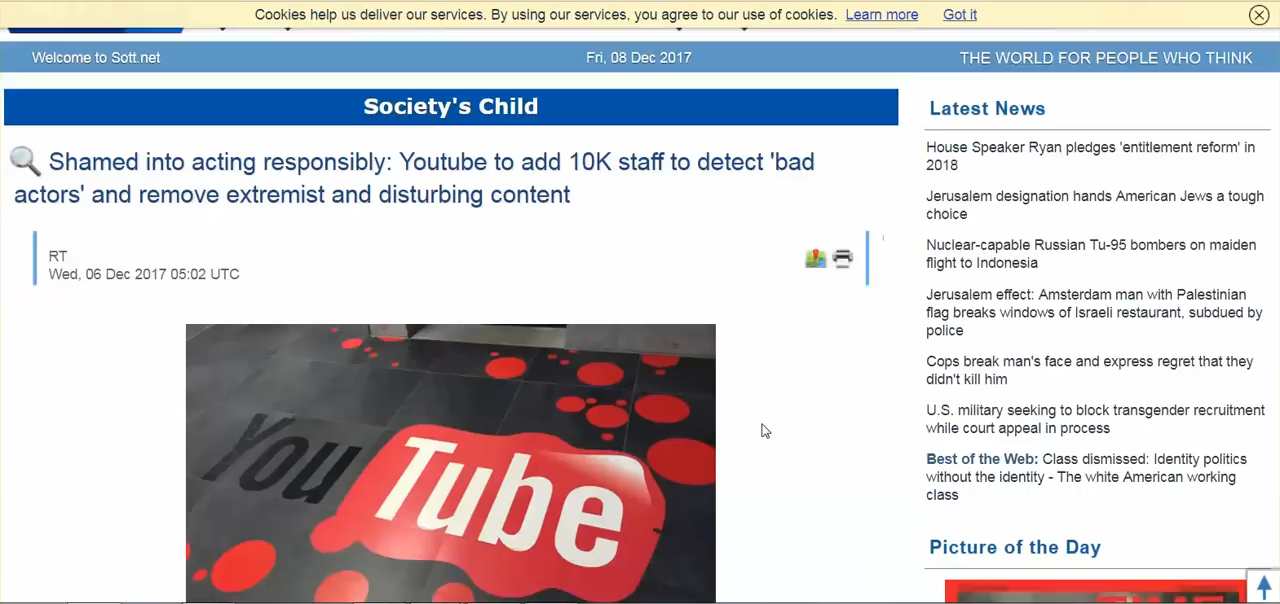 Cookies help us deliver our services. By using our services, you agree to our use of cookies. Learn more Got it
Welcome to Sott.net
Fri, 08 Dec 2017
THE WORLD FOR PEOPLE WHO THINK
Society's Child
Shamed into acting responsibly: Youtube to add 10K staff to detect 'bad
actors' and remove extremist and disturbing content
RT
Wed, 06 Dec 2017 05:02 UTC
You Tube
Latest News
House Speaker Ryan pledges 'entitlement reform' in
2018
Jerusalem designation hands American Jews a tough
choice
Nuclear-capable Russian Tu-95 bombers on maiden
flight to Indonesia
Jerusalem effect: Amsterdam man with Palestinian
flag breaks windows of Israeli restaurant, subdued by
police
Cops break man's face and express regret that they
didn't kill him
U.S. military seeking to block transgender recruitment
while court appeal in process
Best of the Web: Class dismissed: Identity politics
without the identity - The white American working
class
Picture of the Day